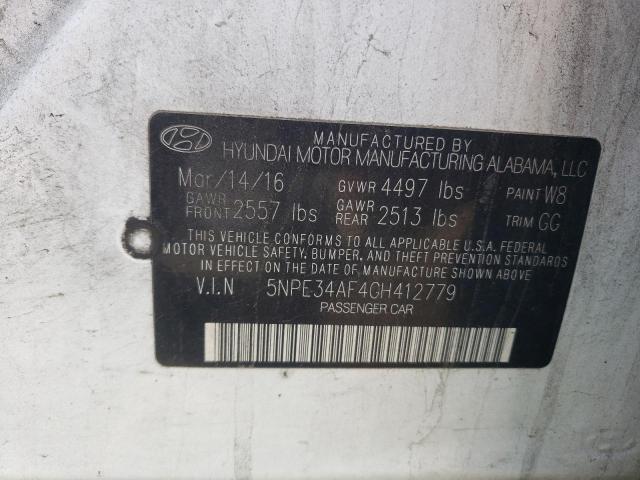 MANUFACTURED BY
HYUNDAI MOTOR MANUFACTURING ALABAMA, LLC
Mar/14/16 GVWR 4497 lbs PAINT W8
GAWR FRONT 2557 lbs GAWR REAR 2513 lbs TRIM GG
THIS VEHICLE CONFORMS TO ALL APPLICABLE U.S.A. FEDERAL
MOTOR VEHICLE SAFETY, BUMPER, AND THEFT PREVENTION STANDARDS
IN EFFECT ON THE DATE OF MANUFACTURE SHOWN ABOVE.
V.I.N 5NPE34AF4GH412779
PASSENGER CAR